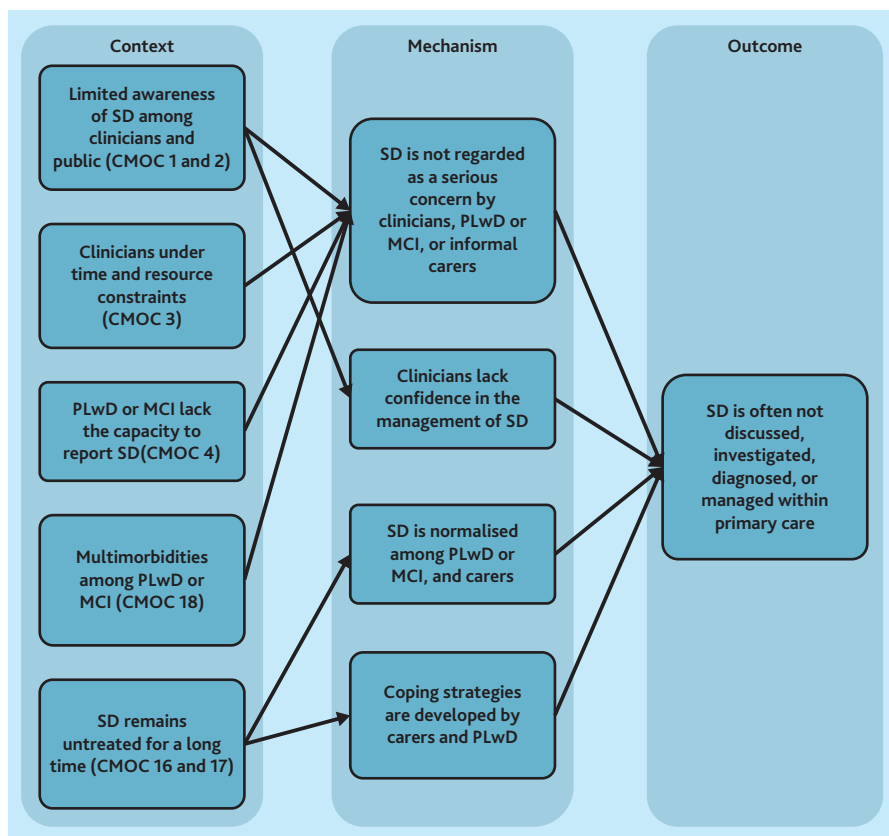 Context
Limited awareness
of SD among
clinicians and
public (CMOC 1 and 2)
Clinicians under
time and resource
constraints
(CMOC 3)
PLwD or MCI lack
the capacity to
report SD(CMOC 4)
Multimorbidities
among PLwD or
MCI (CMOC 18)
SD remains
untreated for a long
time (CMOC 16 and 17)
Mechanism
SD is not regarded
as a serious
concern by
clinicians, PLwD or
MCI, or informal
carers
Clinicians lack
confidence in the
management of SD
SD is normalised
among PLwD or
MCI, and carers
Coping strategies
are developed by
carers and PLwD
Outcome
SD is often not
discussed,
investigated,
diagnosed, or
managed within
primary care